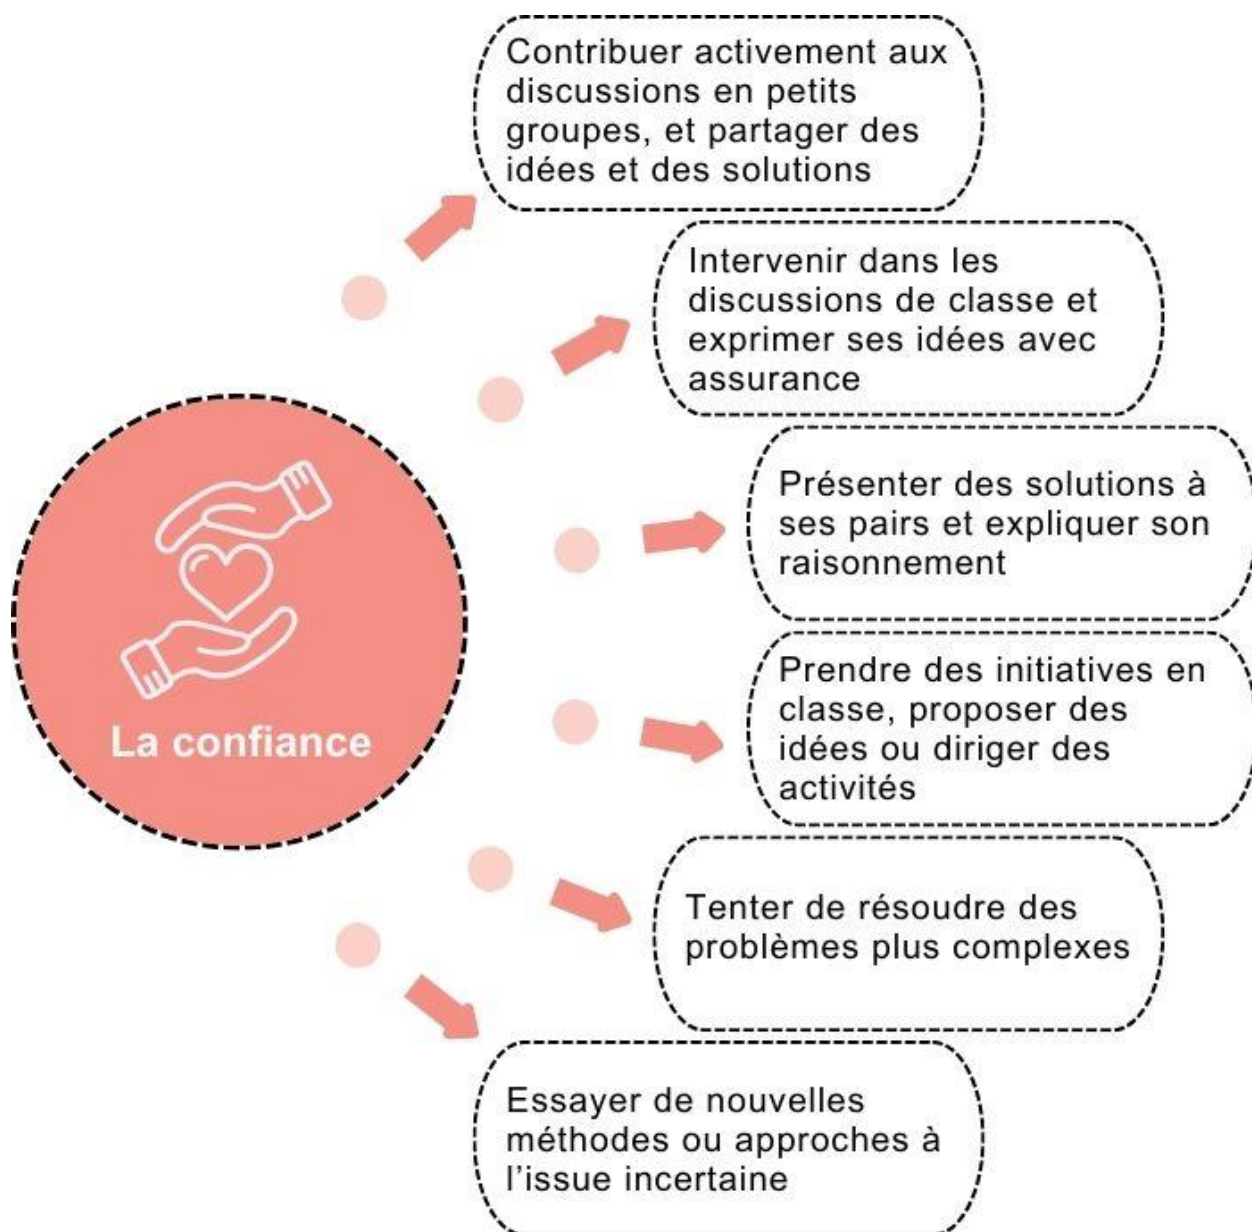 Contribuer activement aux
discussions en petits
groupes, et partager des
idées et des solutions
Intervenir dans les
discussions de classe et
exprimer ses idées avec
assurance
Présenter des solutions à
ses pairs et expliquer son
raisonnement
La confiance
Prendre des initiatives en
classe, proposer des
idées ou diriger des
activités
Tenter de résoudre des
problèmes plus complexes
Essayer de nouvelles
méthodes ou approches à
l'issue incertaine